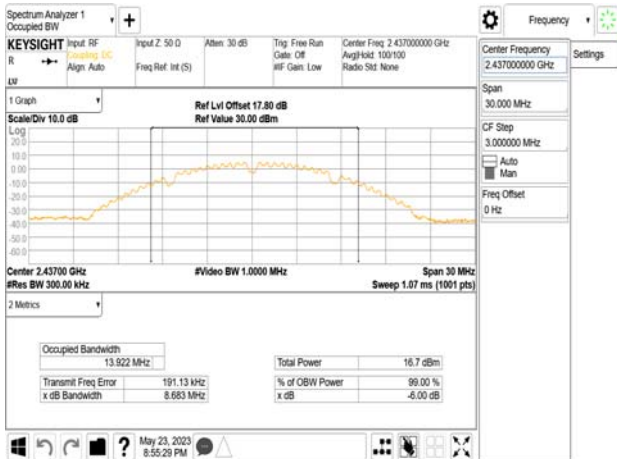 Spectrum Analyzer 1
Occupied BW
Frequency
KEYSIGHT
R
Input: RF
Coupling: DC
Align: Auto
Input Z: 50 Ω
Freq Ref: Int (S)
Atten: 30 dB
Trig: Free Run
Gate: Off
#IF Gain: Low
Center Freq: 2.437000000 GHz
Avg|Hold: 100/100
Radio Std: None
1 Graph
Scale/Div 10.0 dB
Ref Lvl Offset 17.80 dB
Ref Value 30.00 dBm
Log
20.0
10.0
0.00
-10.0
-20.0
-30.0
-40.0
-50.0
-60.0
Center 2.43700 GHz
#Res BW 300.00 kHz
#Video BW 1.0000 MHz
Span 30 MHz
Sweep 1.07 ms (1001 pts)
2 Metrics
Occupied Bandwidth
13.922 MHz
Transmit Freq Error 191.13 kHz
x dB Bandwidth 8.683 MHz
Total Power 16.7 dBm
% of OBW Power 99.00 %
x dB -6.00 dB
May 23, 2023
8:55:29 PM
Center Frequency
2.437000000 GHz
Settings
Span
30.000 MHz
CF Step
3.000000 MHz
Auto
Man
Freq Offset
0 Hz